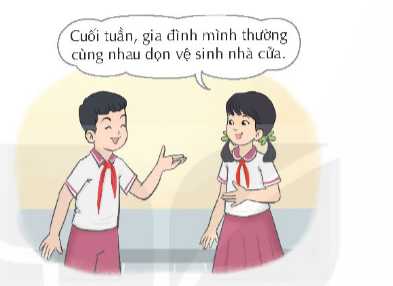 Cuối tuần, gia đình mình thường
cùng nhau dọn vệ sinh nhà cửa.